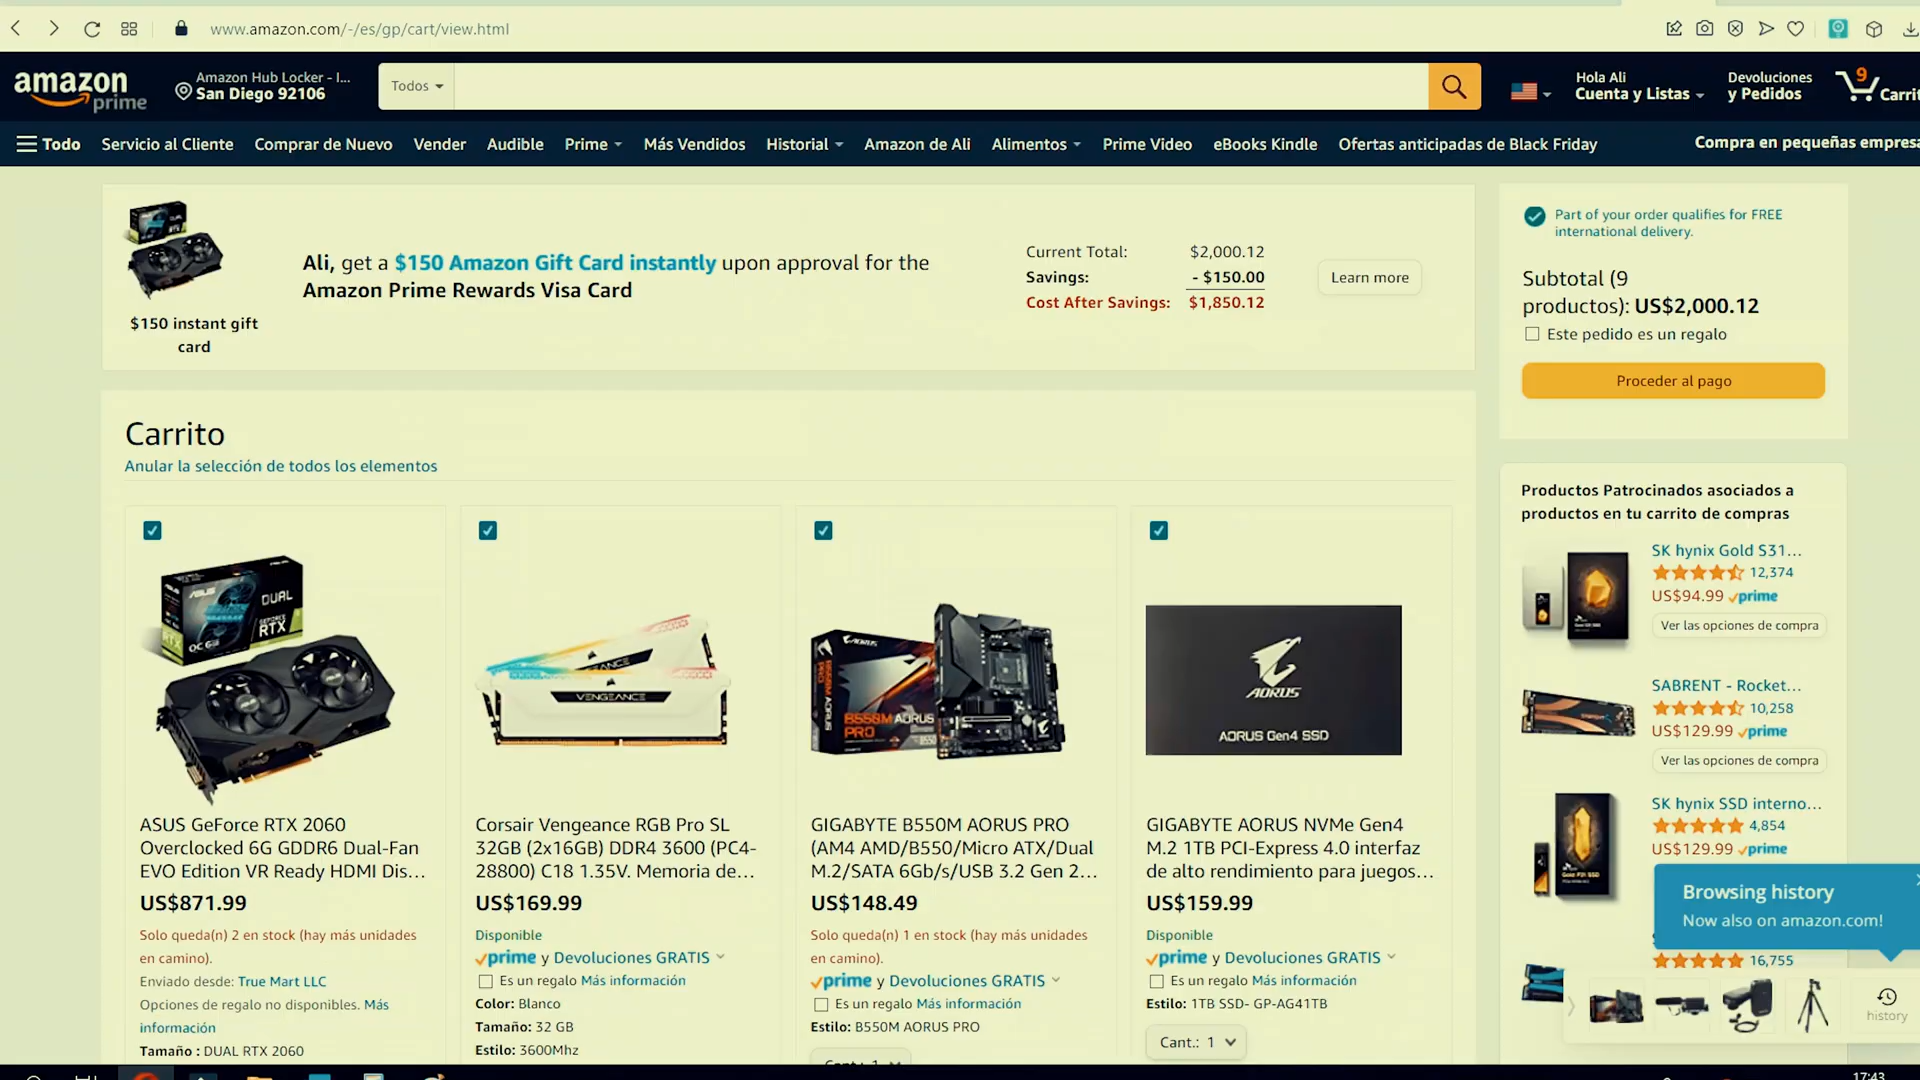 www.amazon.com/-/es/gp/cart/view.html
amazon
prime
Amazon Hub Locker - I...
San Diego 92106
Todos
Hola Ali
Cuenta y Listas
Devoluciones
y Pedidos
9
Carrit
Todo
Servicio al Cliente
Comprar de Nuevo
Vender
Audible
Prime
Más Vendidos
Historial
Amazon de Ali
Alimentos
Prime Video
eBooks Kindle
Ofertas anticipadas de Black Friday
Compra en pequeñas empresa
$150 instant gift
card
Ali, get a $150 Amazon Gift Card instantly upon approval for the
Amazon Prime Rewards Visa Card
Current Total: $2,000.12
Savings: - $150.00
Cost After Savings: $1,850.12
Learn more
Part of your order qualifies for FREE
international delivery.
Subtotal (9
productos): US$2,000.12
Este pedido es un regalo
Proceder al pago
Carrito
Anular la selección de todos los elementos
ASUS
DUAL
GEFORCE
RTX
OC 6GB
ASUS GeForce RTX 2060
Overclocked 6G GDDR6 Dual-Fan
EVO Edition VR Ready HDMI Dis...
US$871.99
Solo queda(n) 2 en stock (hay más unidades
en camino).
Enviado desde: True Mart LLC
Opciones de regalo no disponibles. Más
información
Tamaño : DUAL RTX 2060
VENGEANCE
VENGEANCE
Corsair Vengeance RGB Pro SL
32GB (2x16GB) DDR4 3600 (PC4-
28800) C18 1.35V. Memoria de...
US$169.99
Disponible
prime y Devoluciones GRATIS
Es un regalo Más información
Color: Blanco
Tamaño: 32 GB
Estilo: 3600Mhz
AORUS
B550M AORUS
PRO
GIGABYTE B550M AORUS PRO
(AM4 AMD/B550/Micro ATX/Dual
M.2/SATA 6Gb/s/USB 3.2 Gen 2...
US$148.49
Solo queda(n) 1 en stock (hay más unidades
en camino).
prime y Devoluciones GRATIS
Es un regalo Más información
Estilo: B550M AORUS PRO
Cant.: 1
AORUS
AORUS Gen4 SSD
GIGABYTE AORUS NVMe Gen4
M.2 1TB PCI-Express 4.0 interfaz
de alto rendimiento para juegos...
US$159.99
Disponible
prime y Devoluciones GRATIS
Es un regalo Más información
Estilo: 1TB SSD- GP-AG41TB
Cant.: 1
Productos Patrocinados asociados a
productos en tu carrito de compras
SK hynix Gold S31...
12,374
US$94.99 prime
Ver las opciones de compra
SABRENT - Rocket...
10,258
US$129.99 prime
Ver las opciones de compra
SK hynix SSD interno...
4,854
US$129.99 prime
Browsing history
Now also on amazon.com!
16,755
history
17:43